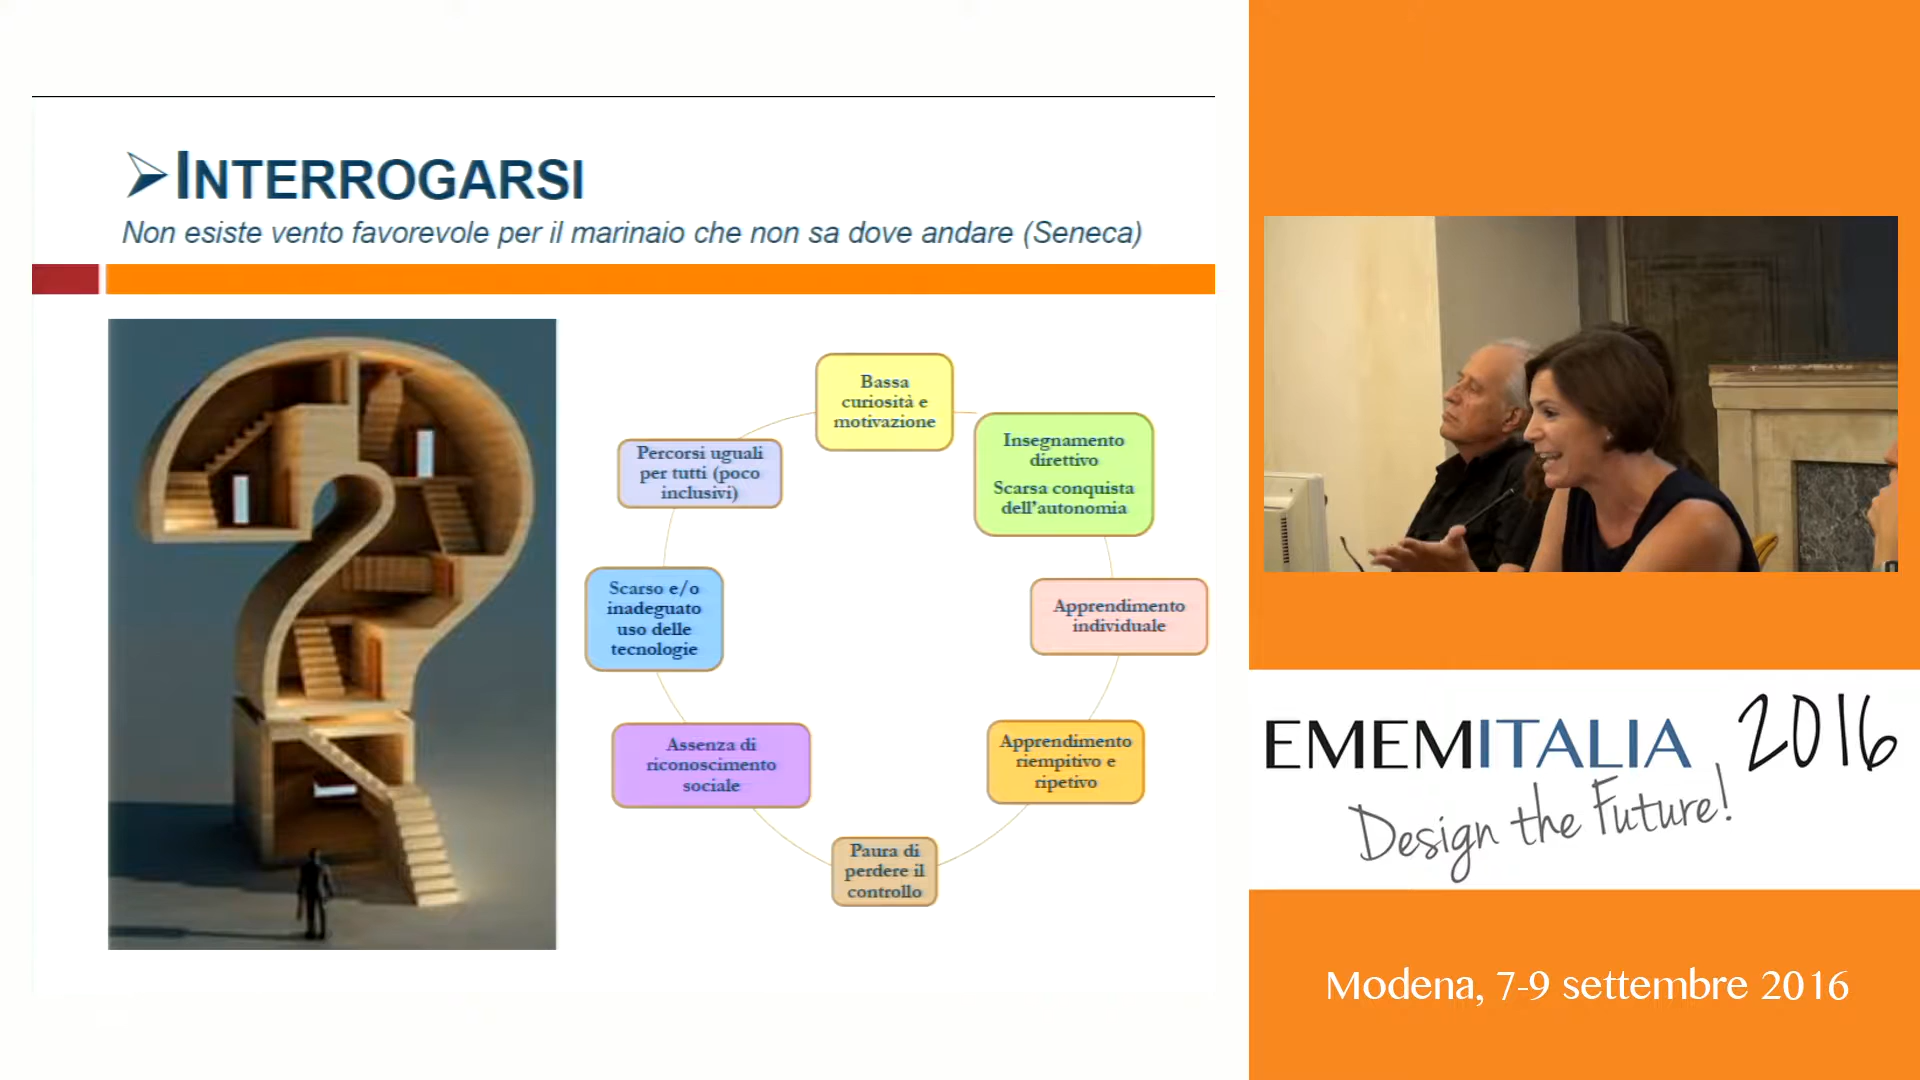 INTERROGARSI
Non esiste vento favorevole per il marinaio che non sa dove andare (Seneca)
Bassa
curiosità e
motivazione
Insegnamento
direttivo
Scarsa conquista
dell'autonomia
Apprendimento
individuale
Apprendimento
riempitivo e
ripetivo
Paura di
perdere il
controllo
Assenza di
riconoscimento
sociale
Scarso e/o
inadeguato
uso delle
tecnologie
Percorsi uguali
per tutti (poco
inclusivi)
EMEMITALIA 2016
Design the Future!
Modena, 7-9 settembre 2016